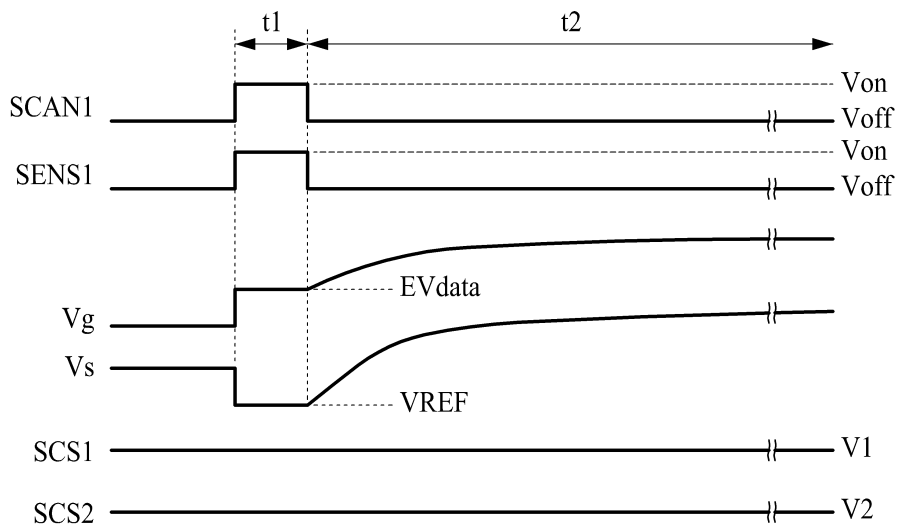 t1 t2
Von
SCAN1
Voff
Von
SENS1
Voff
EVdata
Vg
Vs
VREF
SCS1 V1
SCS2 V2